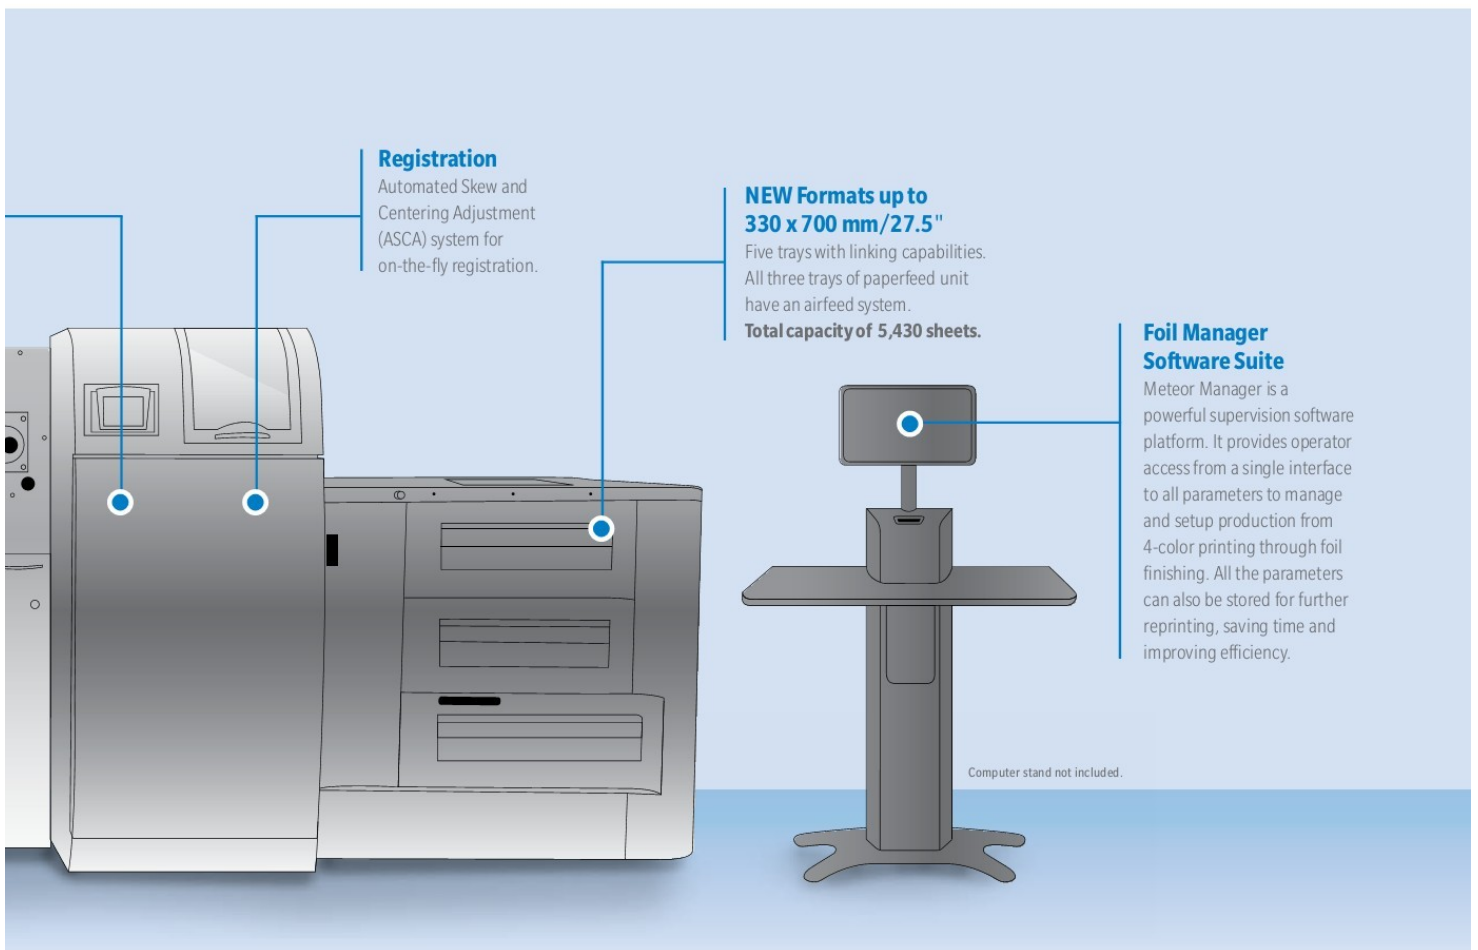 Registration
Automated Skew and
Centering Adjustment
(ASCA) system for
on-the-fly registration.
NEW Formats up to
330 x 700 mm/27.5"
Five trays with linking capabilities.
All three trays of paperfeed unit
have an airfeed system.
Total capacity of 5,430 sheets.
Foil Manager
Software Suite
Meteor Manager is a
powerful supervision software
platform. It provides operator
access from a single interface
to all parameters to manage
and setup production from
4-color printing through foil
finishing. All the parameters
can also be stored for further
reprinting, saving time and
improving efficiency.
Computer stand not included.